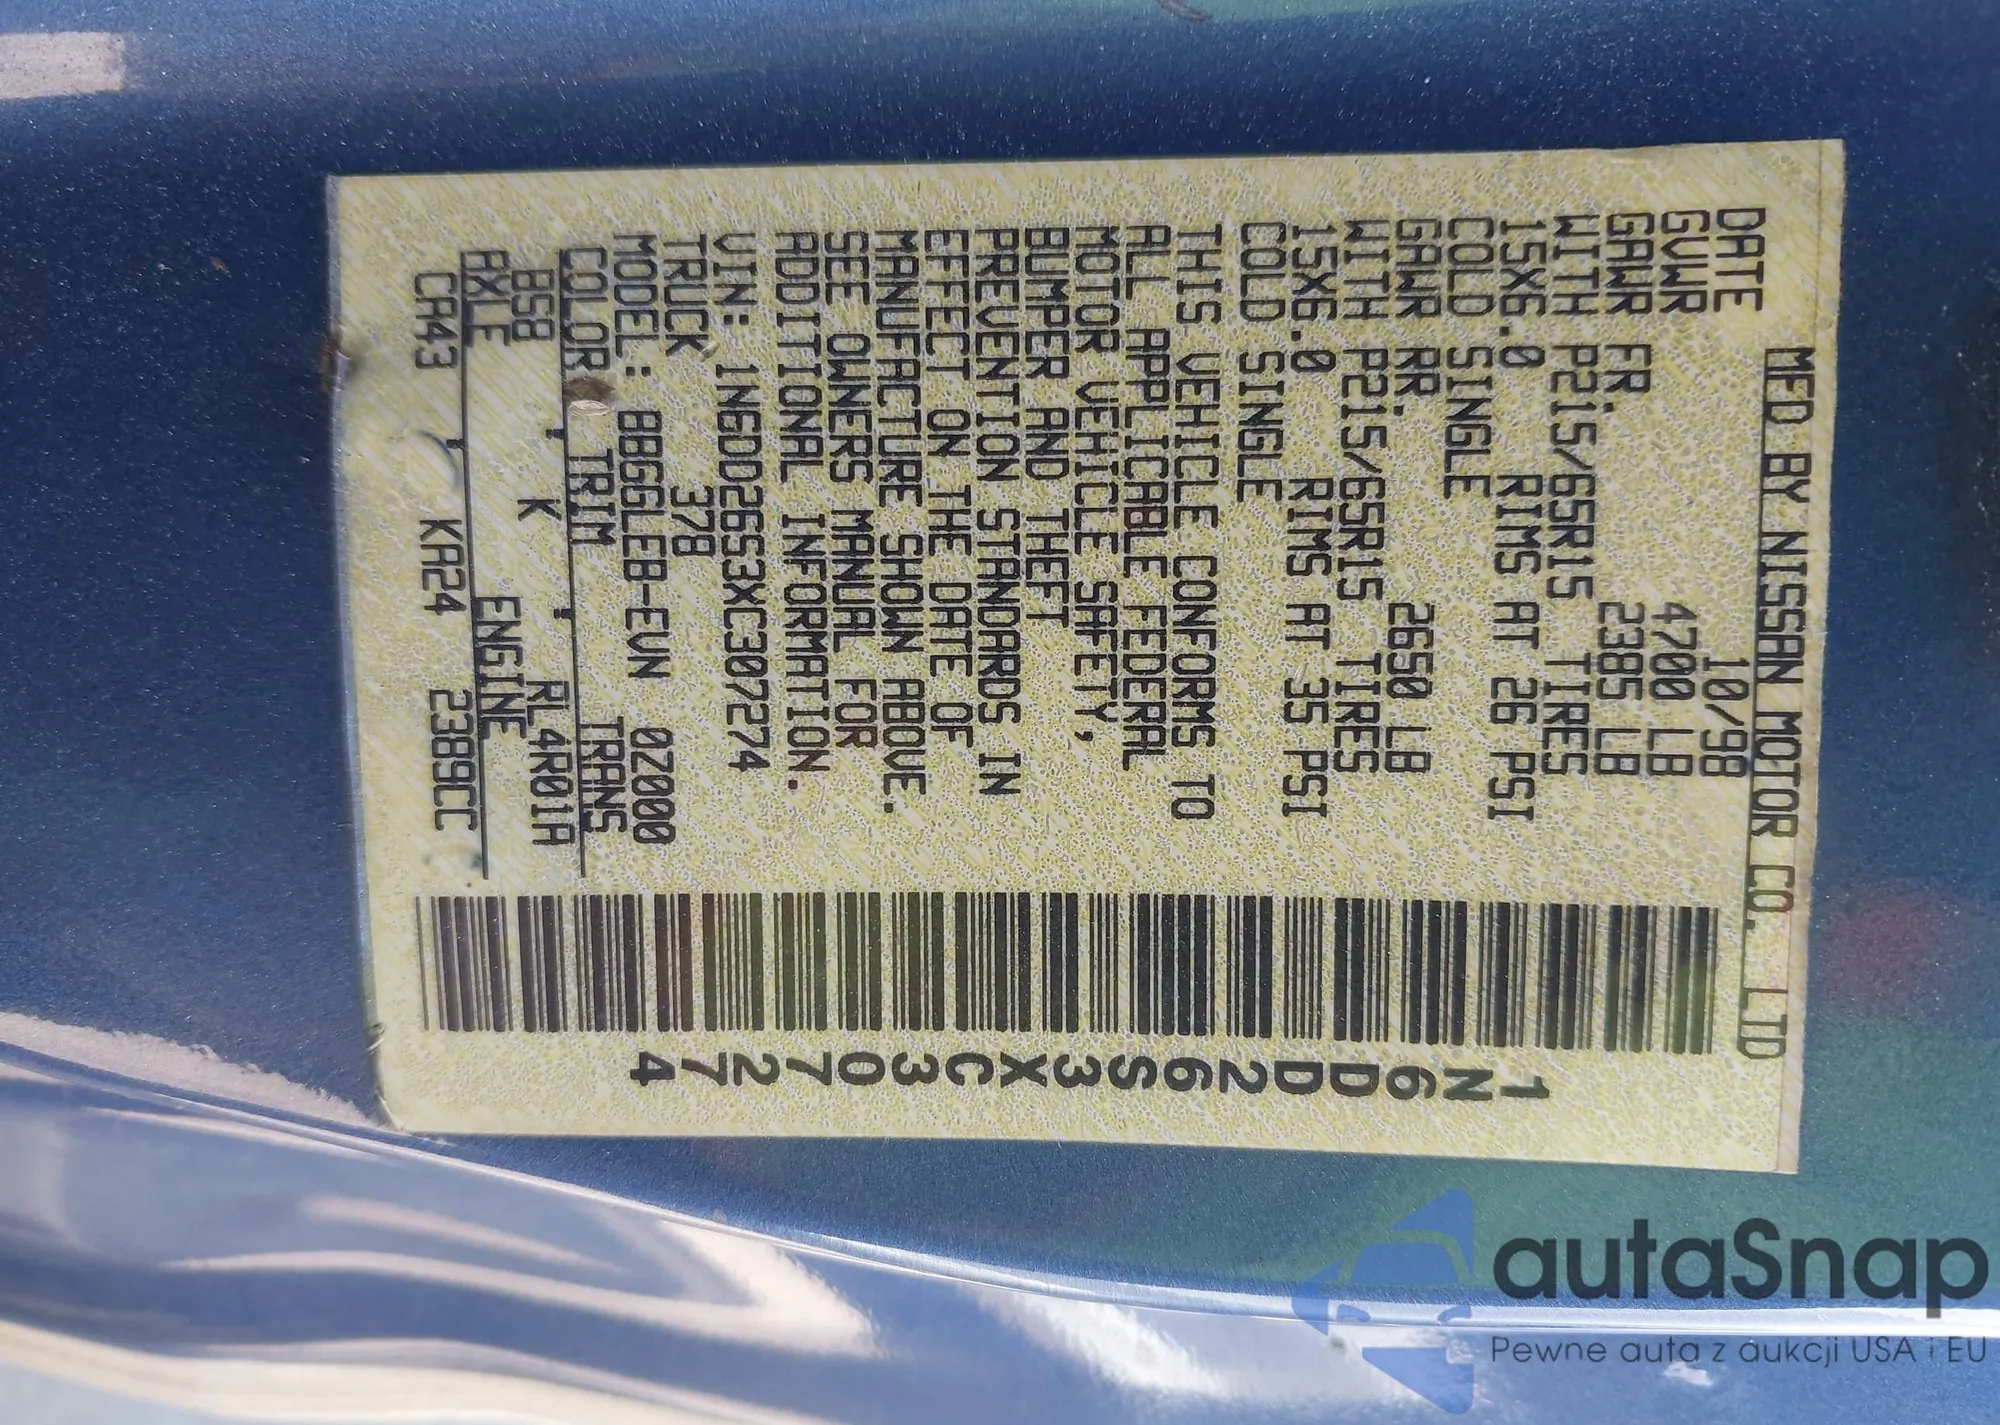 MFD BY NISSAN MOTOR CO. LTD
DATE 10/98
GVWR 4700 LB
GAWR FR. 2385 LB
WITH P215/65R15 TIRES
15X6.0 RIMS AT 26 PSI
COLD SINGLE
GAWR RR. 2650 LB
WITH P215/65R15 TIRES
15X6.0 RIMS AT 35 PSI
COLD SINGLE
THIS VEHICLE CONFORMS TO
ALL APPLICABLE FEDERAL
MOTOR VEHICLE SAFETY,
BUMPER AND THEFT
PREVENTION STANDARDS IN
EFFECT ON THE DATE OF
MANUFACTURE SHOWN ABOVE.
SEE OWNERS MANUAL FOR
ADDITIONAL INFORMATION.
VIN: 1N6DD26S3XC307274
TRUCK 378
MODEL: BBGGLEB-EVN 0Z000
COLOR TRIM TRANS
BS8 K RL4R01A
AXLE ENGINE
CA43 KA24 2389CC
1N6DD26S3XC307274
autaSnap
Pewne auta z aukcji USA i EU